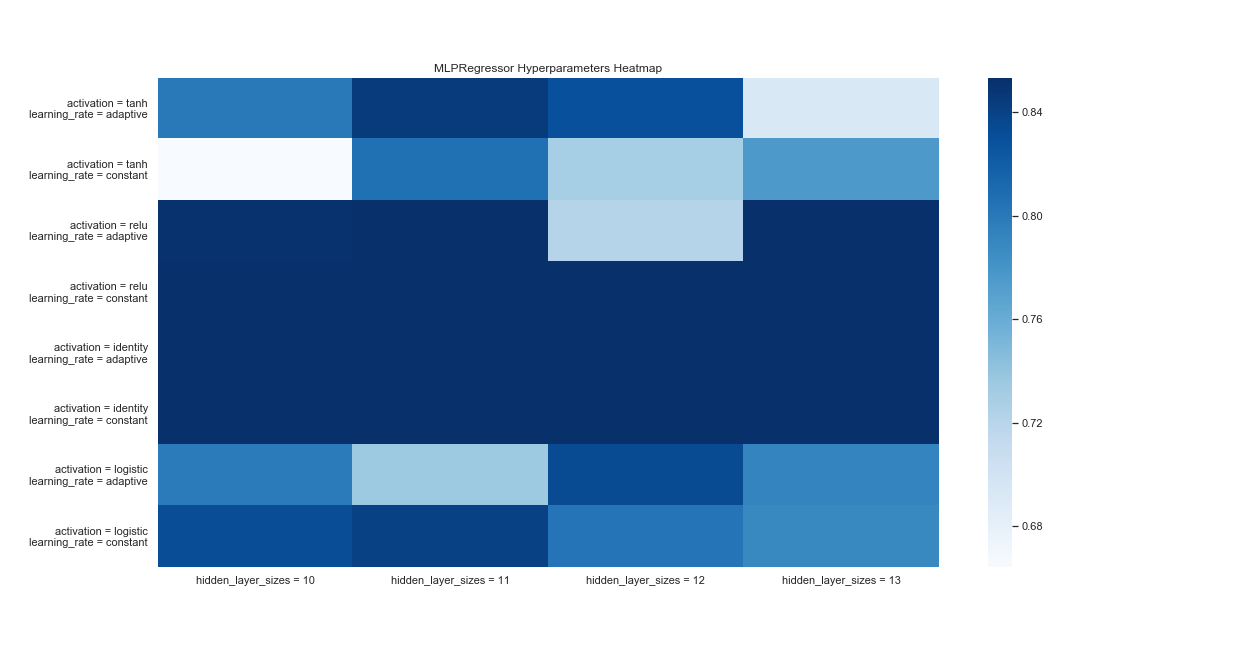 MLPRegressor Hyperparameters Heatmap
activation = tanh
learning_rate = adaptive
activation = tanh
learning_rate = constant
activation = relu
learning_rate = adaptive
activation = relu
learning_rate = constant
activation = identity
learning_rate = adaptive
activation = identity
learning_rate = constant
activation = logistic
learning_rate = adaptive
activation = logistic
learning_rate = constant
hidden_layer_sizes = 10
hidden_layer_sizes = 11
hidden_layer_sizes = 12
hidden_layer_sizes = 13
0.84
0.80
0.76
0.72
0.68